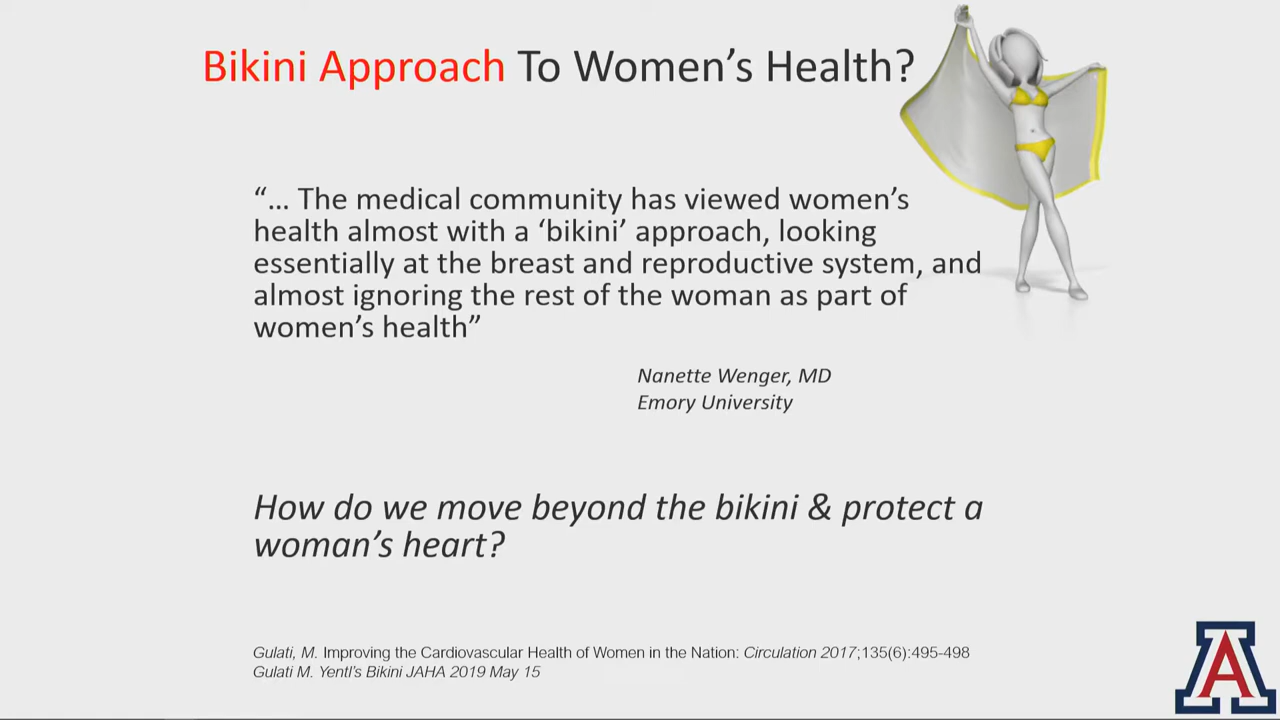 Bikini Approach To Women’s Health?
“… The medical community has viewed women’s
health almost with a ‘bikini’ approach, looking
essentially at the breast and reproductive system, and
almost ignoring the rest of the woman as part of
women’s health”
Nanette Wenger, MD
Emory University
How do we move beyond the bikini & protect a
woman’s heart?
Gulati, M. Improving the Cardiovascular Health of Women in the Nation: Circulation 2017;135(6):495-498
Gulati M. Yentl’s Bikini JAHA 2019 May 15
A